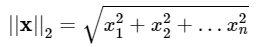 ||𝐱||₂ = √(x₁² + x₂² + … xₙ²)